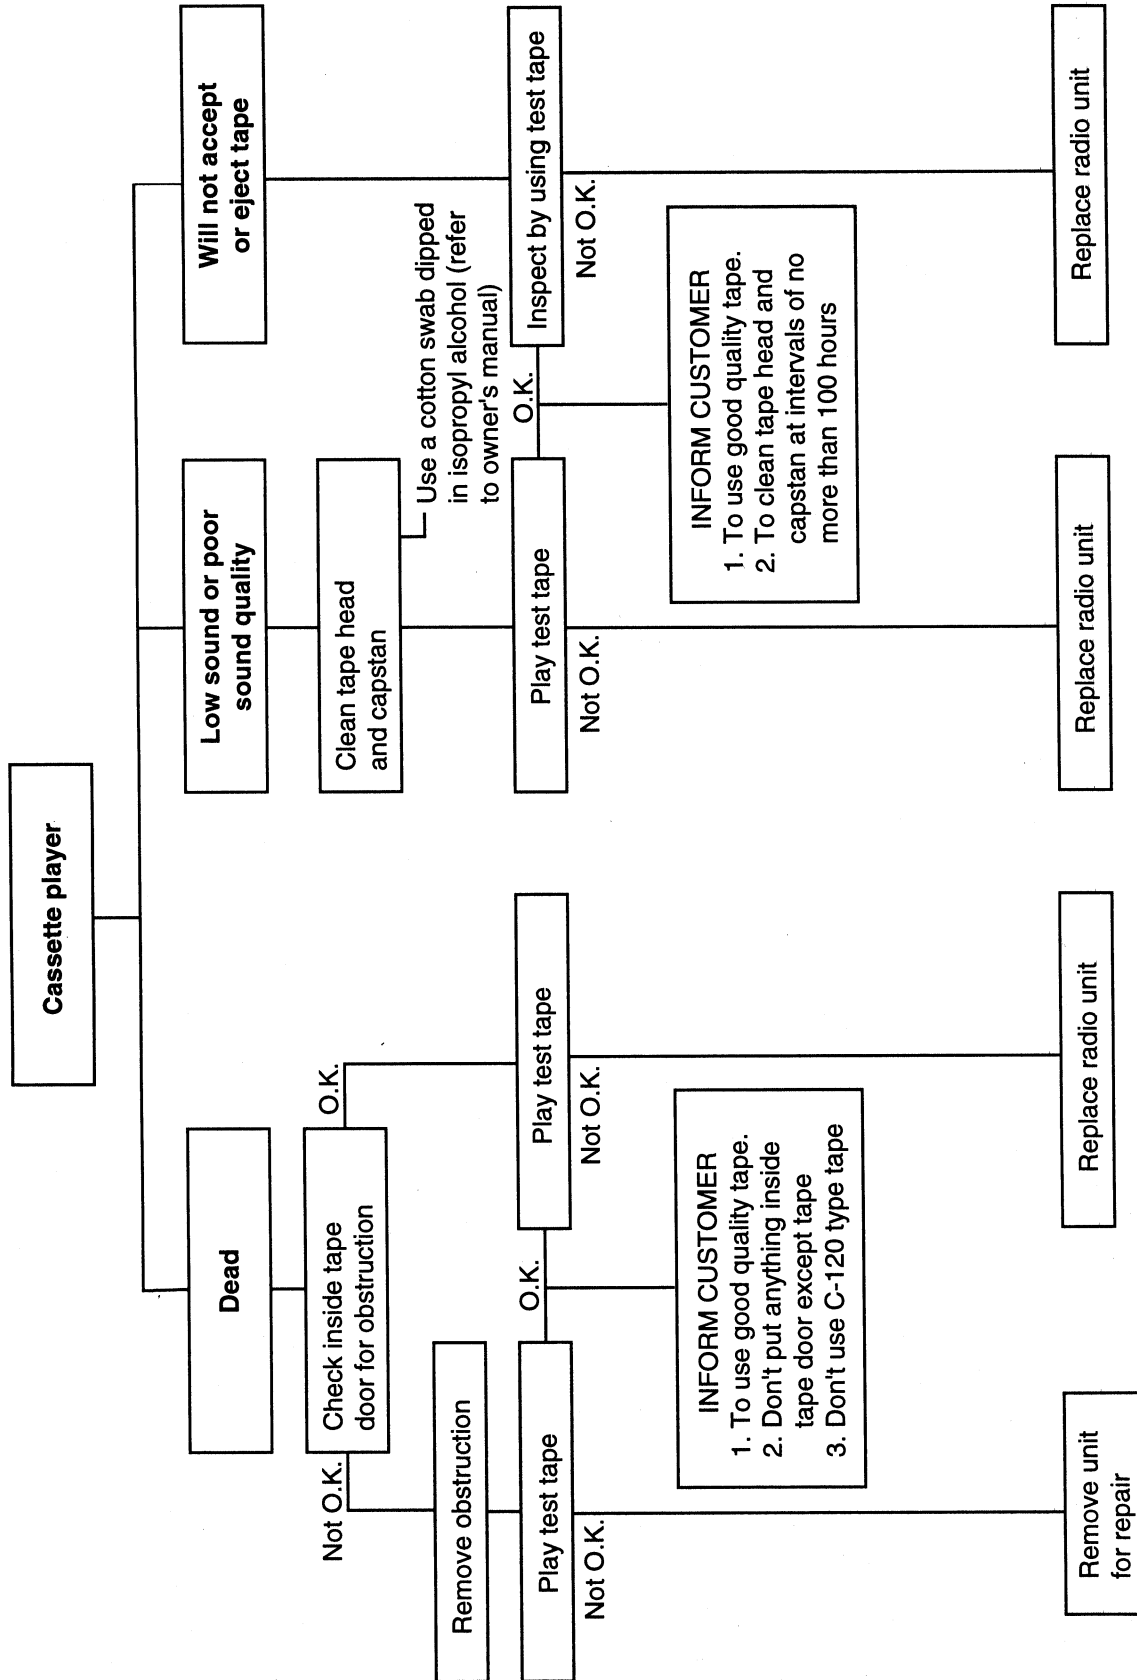 Cassette player
Dead
Low sound or poor
sound quality
Will not accept
or eject tape
Check inside tape
door for obstruction
Not O.K.
O.K.
Clean tape head
and capstan
Use a cotton swab dipped
in isopropyl alcohol (refer
to owner's manual)
Remove obstruction
Play test tape
O.K.
Play test tape
Play test tape
O.K.
Inspect by using test tape
Not O.K.
Not O.K.
Not O.K.
Not O.K.
INFORM CUSTOMER
1. To use good quality tape.
2. Don't put anything inside
tape door except tape
3. Don't use C-120 type tape
INFORM CUSTOMER
1. To use good quality tape.
2. To clean tape head and
capstan at intervals of no
more than 100 hours
Remove unit
for repair
Replace radio unit
Replace radio unit
Replace radio unit